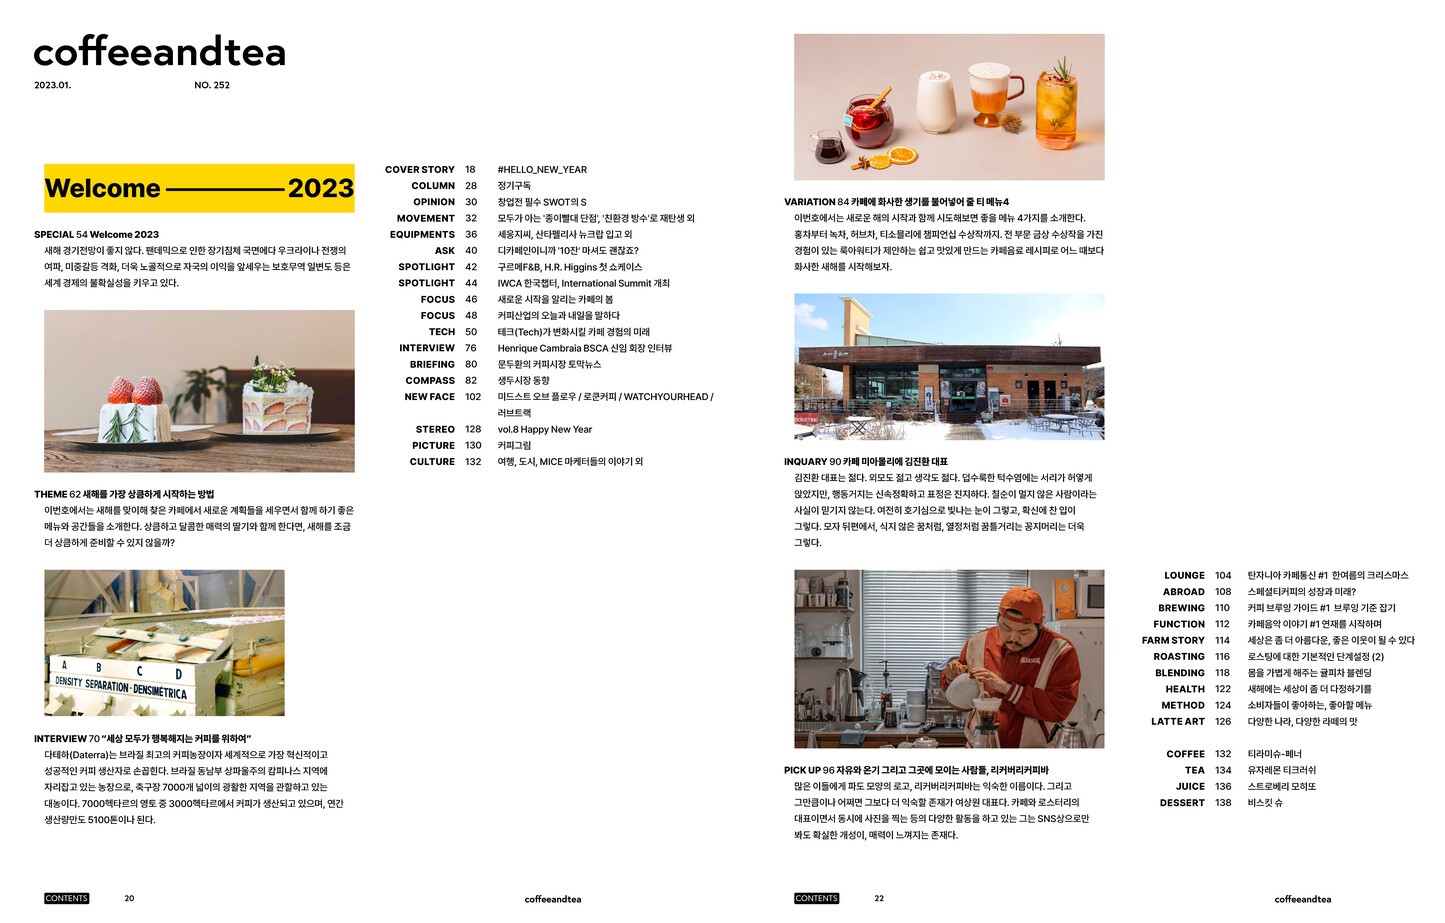 coffeeandtea
2023.01. NO. 252
Welcome 2023
SPECIAL 54 Welcome 2023
새해 경기전망이 좋지 않다. 팬데믹으로 인한 장기침체 국면에다 우크라이나 전쟁의
여파, 미중갈등 격화, 더욱 노골적으로 자국의 이익을 앞세우는 보호무역 일변도 등은
세계 경제의 불확실성을 키우고 있다.
THEME 62 새해를 가장 상큼하게 시작하는 방법
이번호에서는 새해를 맞이해 찾은 카페에서 새로운 계획들을 세우면서 함께 하기 좋은
메뉴와 공간들을 소개한다. 상큼하고 달콤한 매력의 딸기와 함께 한다면, 새해를 조금
더 상큼하게 준비할 수 있지 않을까?
A B C D
DENSITY SEPARATION-DENSIMÉTRICA
INTERVIEW 70 “세상 모두가 행복해지는 커피를 위하여”
다테하(Daterra)는 브라질 최고의 커피농장이자 세계적으로 가장 혁신적이고
성공적인 커피 생산자로 손꼽힌다. 브라질 동남부 상파울주의 캄피나스 지역에
자리잡고 있는 농장으로, 축구장 7000개 넓이의 광활한 지역을 관할하고 있는
대농이다. 7000헥타르의 영토 중 3000헥타르에서 커피가 생산되고 있으며, 연간
생산량만도 5100톤이나 된다.
COVER STORY 18 #HELLO_NEW_YEAR
COLUMN 28 정기구독
OPINION 30 창업전 필수 SWOT의 S
MOVEMENT 32 모두가 아는 '종이빨대 단점', '친환경 방수'로 재탄생 외
EQUIPMENTS 36 세웅지씨, 산타펠리사 뉴크랍 입고 외
ASK 40 디카페인이니까 '10잔' 마셔도 괜찮죠?
SPOTLIGHT 42 구르메F&B, H.R. Higgins 첫 쇼케이스
SPOTLIGHT 44 IWCA 한국챕터, International Summit 개최
FOCUS 46 새로운 시작을 알리는 카페의 봄
FOCUS 48 커피산업의 오늘과 내일을 말하다
TECH 50 테크(Tech)가 변화시킬 카페 경험의 미래
INTERVIEW 76 Henrique Cambraia BSCA 신임 회장 인터뷰
BRIEFING 80 문두환의 커피시장 토막뉴스
COMPASS 82 생두시장 동향
NEW FACE 102 미드스트 오브 플로우 / 로쿤커피 / WATCHYOURHEAD /
러브트랙
STEREO 128 vol.8 Happy New Year
PICTURE 130 커피그림
CULTURE 132 여행, 도시, MICE 마케터들의 이야기 외
CONTENTS 20 coffeeandtea
VARIATION 84 카페에 화사한 생기를 불어넣어 줄 티 메뉴4
이번호에서는 새로운 해의 시작과 함께 시도해보면 좋을 메뉴 4가지를 소개한다.
홍차부터 녹차, 허브차, 티소믈리에 챔피언십 수상작까지. 전 부문 금상 수상작을 가진
경험이 있는 룩아워티가 제안하는 쉽고 맛있게 만드는 카페음료 레시피로 어느 때보다
화사한 새해를 시작해보자.
INQUARY 90 카페 미아몰리에 김진환 대표
김진환 대표는 젊다. 외모도 젊고 생각도 젊다. 덥수룩한 턱수염에는 서리가 허옇게
앉았지만, 행동거지는 신속정확하고 표정은 진지하다. 칠순이 멀지 않은 사람이라는
사실이 믿기지 않는다. 여전히 호기심으로 빛나는 눈이 그렇고, 확신에 찬 입이
그렇다. 모자 뒤편에서, 식지 않은 꿈처럼, 열정처럼 꿈틀거리는 꽁지머리는 더욱
그렇다.
PICK UP 96 자유와 온기 그리고 그곳에 모이는 사람들, 리커버리커피바
많은 이들에게 파도 모양의 로고, 리커버리커피바는 익숙한 이름이다. 그리고
그만큼이나 어쩌면 그보다 더 익숙할 존재가 여상원 대표다. 카페와 로스터리의
대표이면서 동시에 사진을 찍는 등의 다양한 활동을 하고 있는 그는 SNS상으로만
봐도 확실한 개성이, 매력이 느껴지는 존재다.
LOUNGE 104 탄자니아 카페통신 #1 한여름의 크리스마스
ABROAD 108 스페셜티커피의 성장과 미래?
BREWING 110 커피 브루잉 가이드 #1 브루잉 기준 잡기
FUNCTION 112 카페음악 이야기 #1 연재를 시작하며
FARM STORY 114 세상은 좀 더 아름다운, 좋은 이웃이 될 수 있다
ROASTING 116 로스팅에 대한 기본적인 단계설정 (2)
BLENDING 118 몸을 가볍게 해주는 귤피차 블렌딩
HEALTH 122 새해에는 세상이 좀 더 다정하기를
METHOD 124 소비자들이 좋아하는, 좋아할 메뉴
LATTE ART 126 다양한 나라, 다양한 라떼의 맛
COFFEE 132 티라미슈-페너
TEA 134 유자레몬 티크러쉬
JUICE 136 스트로베리 모히또
DESSERT 138 비스킷 슈
CONTENTS 22 coffeeandtea